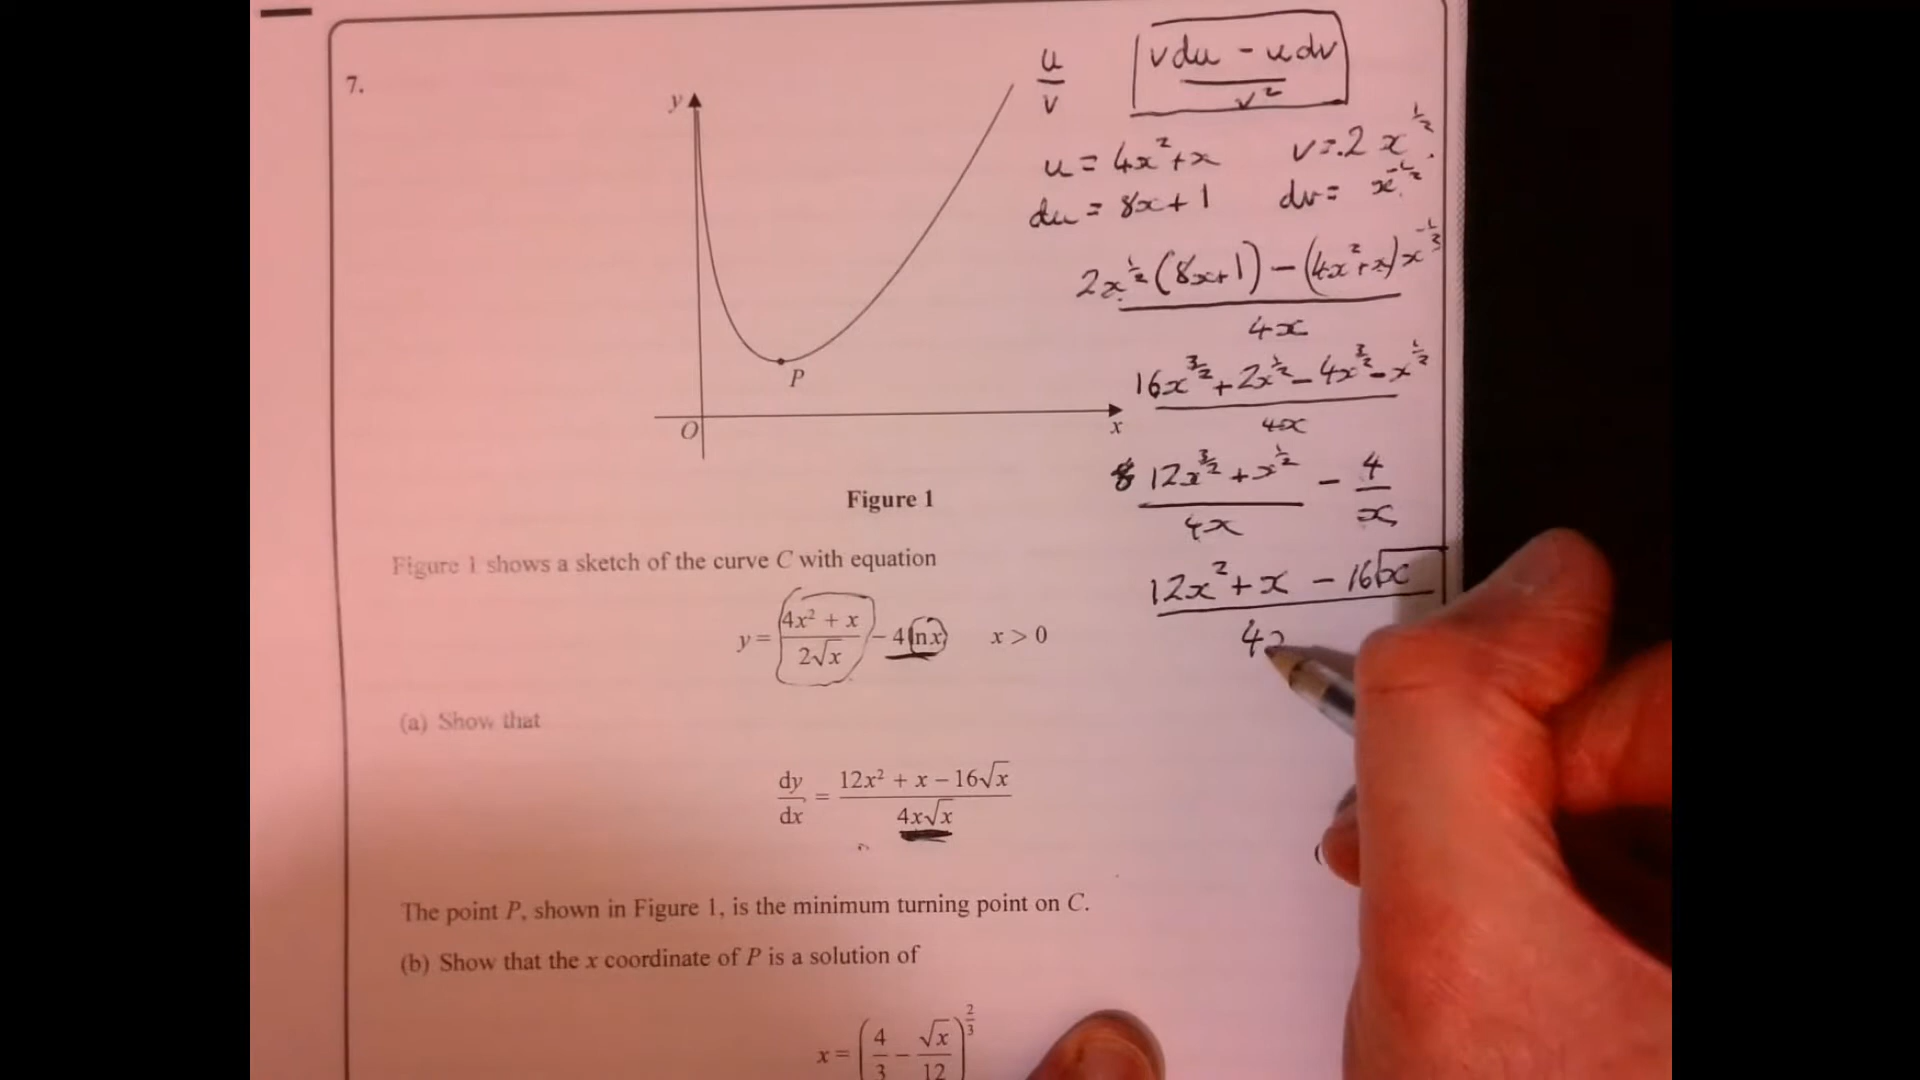 7.
y
P
O
x
Figure 1
Figure 1 shows a sketch of the curve C with equation
y = (4x² + x)/(2√x) − 4lnx    x > 0
(a) Show that
dy/dx = (12x² + x − 16√x)/(4x√x)
The point P, shown in Figure 1, is the minimum turning point on C.
(b) Show that the x coordinate of P is a solution of
x = (4/3 − √x/12)^(2/3)
u/v    (vdu − udv)/v²
u = 4x² + x    v = 2x^(1/2)
du = 8x + 1    dv = x^(-1/2)
(2x^(1/2)(8x+1) − (4x²+x)x^(-1/2))/(4x)
(16x^(3/2) + 2x^(1/2) − 4x^(3/2) − x^(1/2))/(4x)
(12x^(3/2) + x^(1/2))/(4x) − 4/x
(12x² + x − 16√x)/4